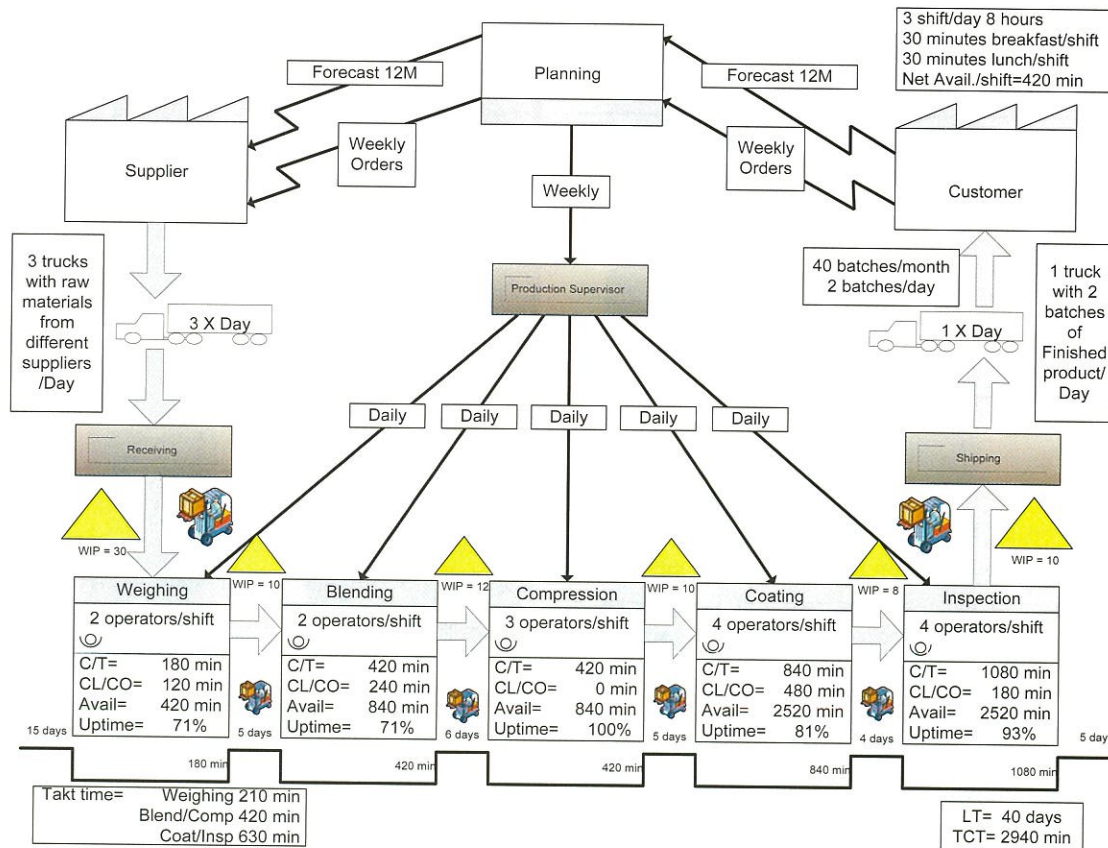 3 shift/day 8 hours
30 minutes breakfast/shift
30 minutes lunch/shift
Net Avail./shift=420 min
Planning
Forecast 12M
Forecast 12M
Supplier
Weekly
Orders
Weekly
Orders
Customer
Weekly
3 trucks
with raw
materials
from
different
suppliers
/Day
3 X Day
Production Supervisor
40 batches/month
2 batches/day
1 X Day
1 truck
with 2
batches
of
Finished
product/
Day
Daily
Daily
Daily
Daily
Daily
Receiving
Shipping
WIP = 30
WIP = 10
WIP = 12
WIP = 10
WIP = 8
WIP = 10
Weighing
2 operators/shift
C/T= 180 min
CL/CO= 120 min
Avail= 420 min
Uptime= 71%
Blending
2 operators/shift
C/T= 420 min
CL/CO= 240 min
Avail= 840 min
Uptime= 71%
Compression
3 operators/shift
C/T= 420 min
CL/CO= 0 min
Avail= 840 min
Uptime= 100%
Coating
4 operators/shift
C/T= 840 min
CL/CO= 480 min
Avail= 2520 min
Uptime= 81%
Inspection
4 operators/shift
C/T= 1080 min
CL/CO= 180 min
Avail= 2520 min
Uptime= 93%
15 days
5 days
6 days
5 days
4 days
5 day
180 min
420 min
420 min
840 min
1080 min
Takt time= Weighing 210 min
Blend/Comp 420 min
Coat/Insp 630 min
LT= 40 days
TCT= 2940 min